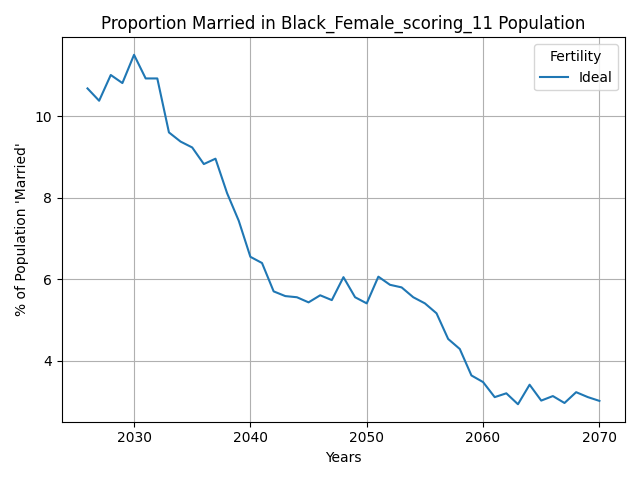 Proportion Married in Black_Female_scoring_11 Population
Fertility
Ideal
% of Population 'Married'
10
8
6
4
2030 2040 2050 2060 2070
Years